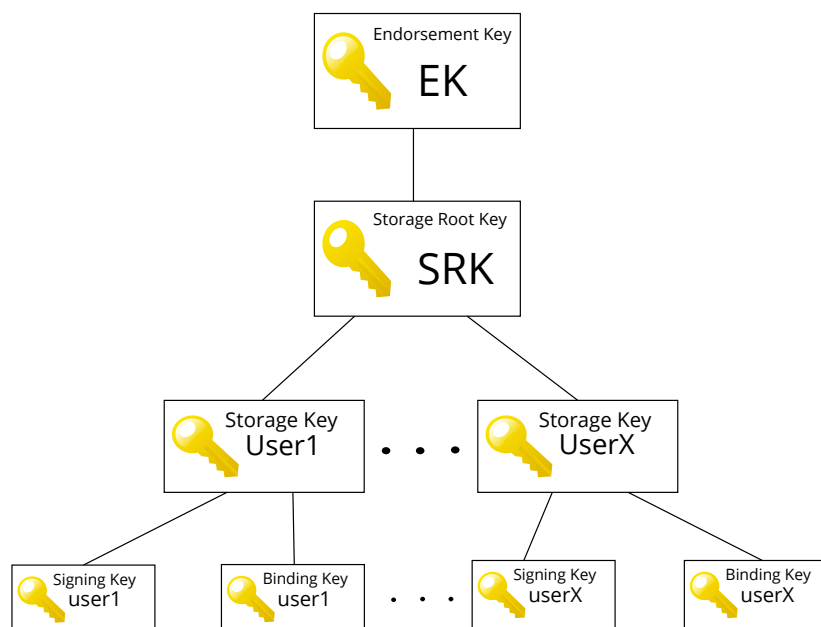 Endorsement Key
EK
Storage Root Key
SRK
Storage Key
User1
. . .
Storage Key
UserX
Signing Key
user1
Binding Key
user1
. . .
Signing Key
userX
Binding Key
userX